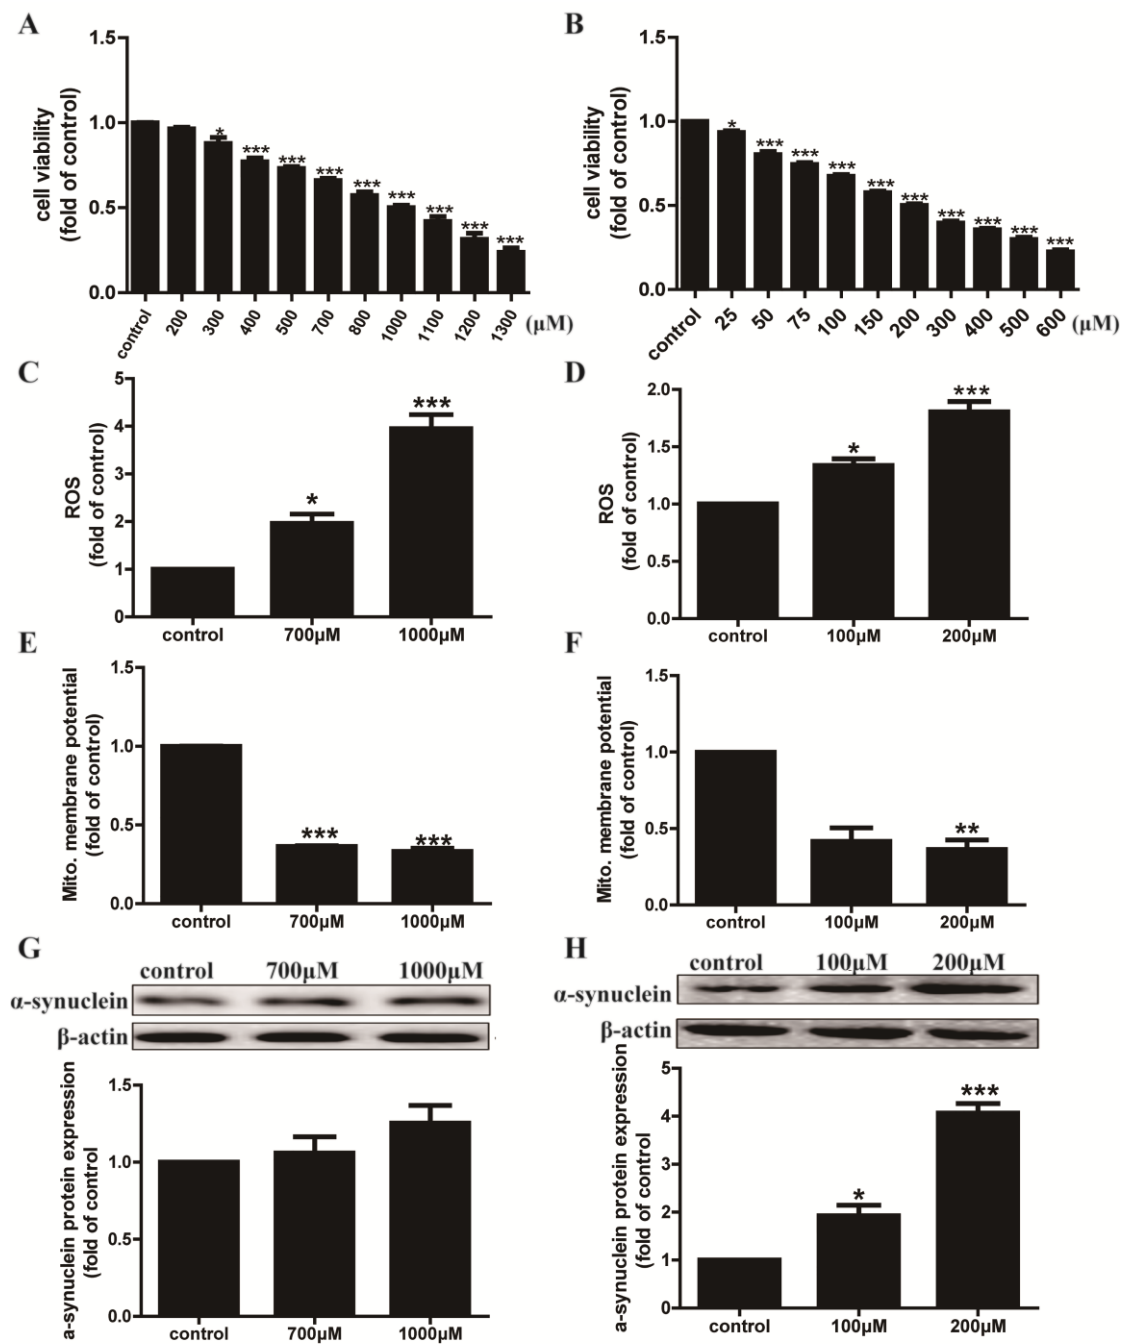 A
cell viability
(fold of control)
1.5
1.0
0.5
0.0
* *** *** *** *** *** *** *** ***
control 200 300 400 500 700 800 1000 1100 1200 1300 (μM)
B
cell viability
(fold of control)
1.5
1.0
0.5
0.0
* *** *** *** *** *** *** *** *** ***
control 25 50 75 100 150 200 300 400 500 600 (μM)
C
ROS
(fold of control)
5
4
3
2
1
0
* ***
control 700μM 1000μM
D
ROS
(fold of control)
2.0
1.5
1.0
0.5
0.0
* ***
control 100μM 200μM
E
Mito. membrane potential
(fold of control)
1.5
1.0
0.5
0.0
*** ***
control 700μM 1000μM
F
Mito. membrane potential
(fold of control)
1.5
1.0
0.5
0.0
**
control 100μM 200μM
G
control 700μM 1000μM
α-synuclein
β-actin
a-synuclein protein expression
(fold of control
1.5
1.0
0.5
0.0
control 700μM 1000μM
H
control 100μM 200μM
α-synuclein
β-actin
a-synuclein protein expression
(fold of control
5
4
3
2
1
0
* ***
control 100μM 200μM